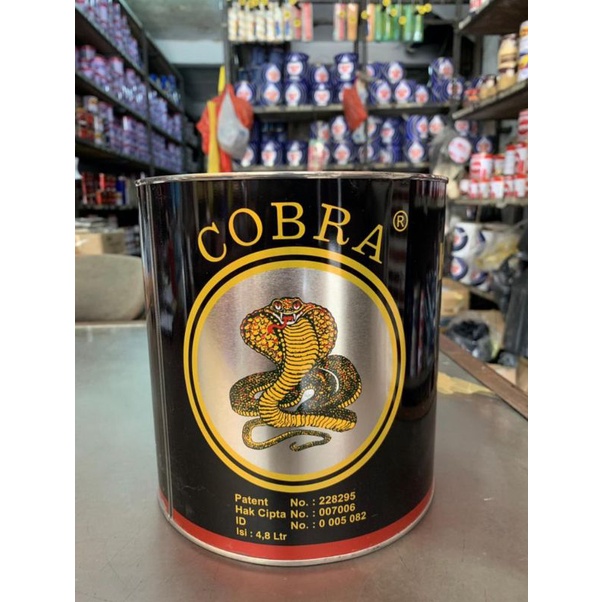 COBRA ®
Patent No. : 228295
Hak Cipta No. : 007006
ID No. : 0 005 082
Isi : 4,8 Ltr